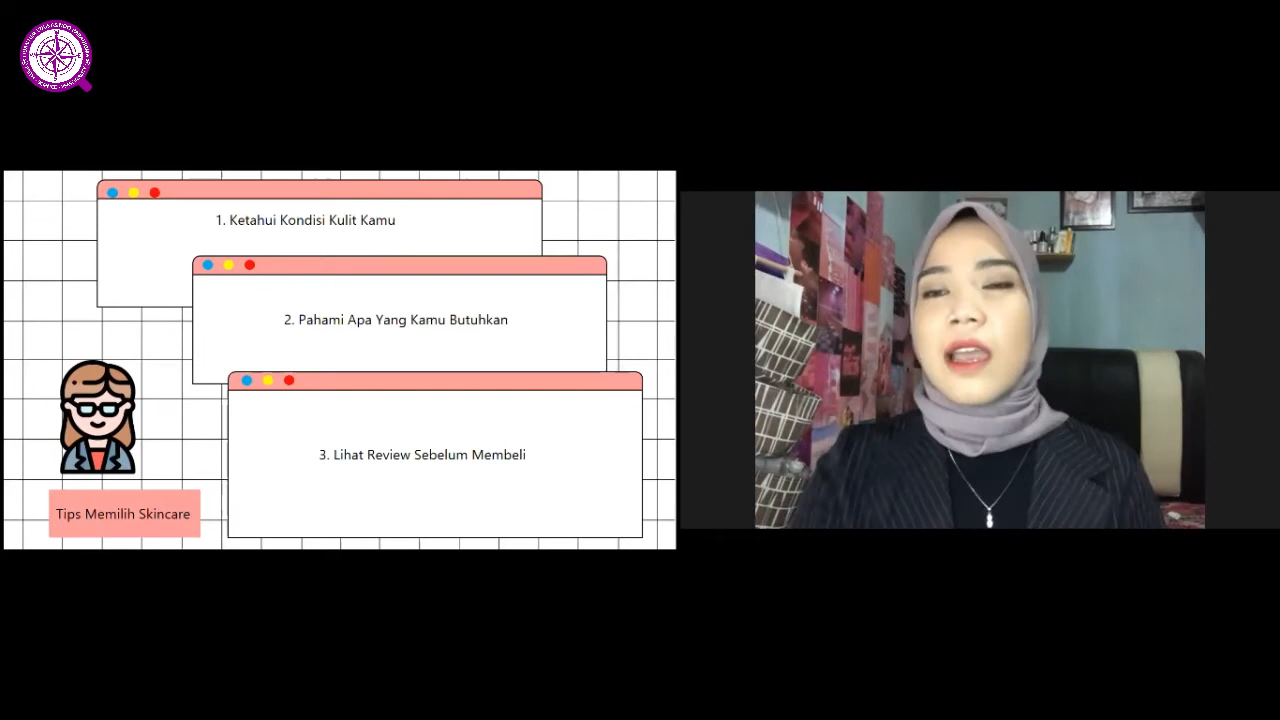 1. Ketahui Kondisi Kulit Kamu
2. Pahami Apa Yang Kamu Butuhkan
3. Lihat Review Sebelum Membeli
Tips Memilih Skincare